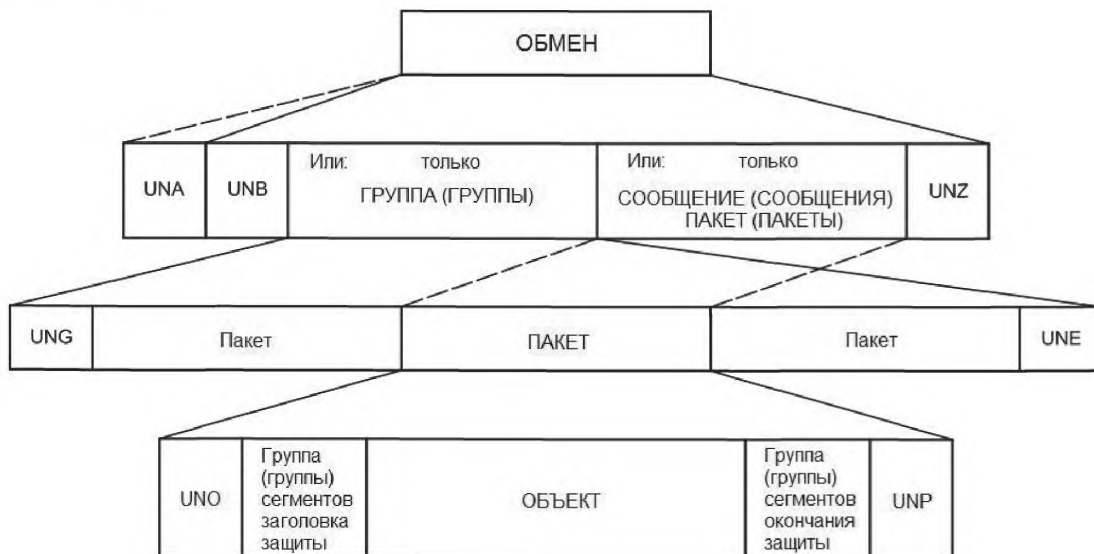 ОБМЕН
UNA
UNB
Или: только
ГРУППА (ГРУППЫ)
Или: только
СООБЩЕНИЕ (СООБЩЕНИЯ)
ПАКЕТ (ПАКЕТЫ)
UNZ
UNG
Пакет
ПАКЕТ
Пакет
UNE
UNO
Группа
(группы)
сегментов
заголовка
защиты
ОБЪЕКТ
Группа
(группы)
сегментов
окончания
защиты
UNP